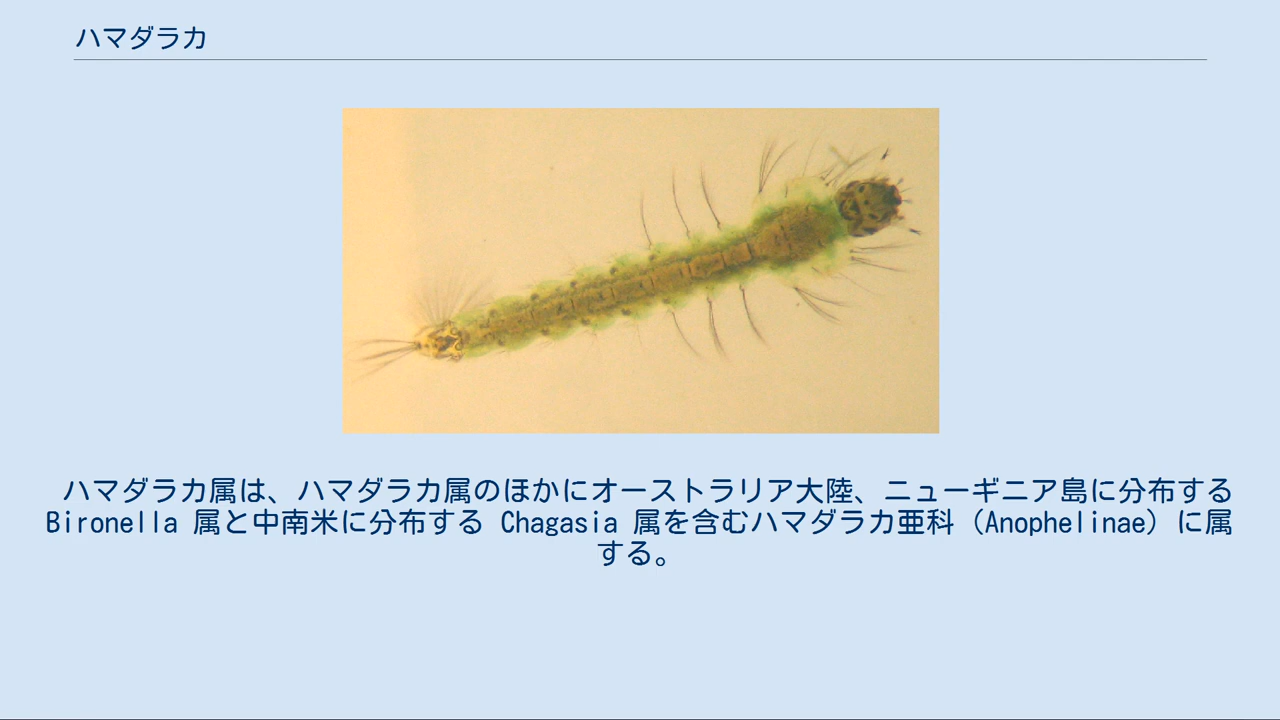 ハマダラカ
ハマダラカ属は、ハマダラカ属のほかにオーストラリア大陸、ニューギニア島に分布する
Bironella 属と中南米に分布する Chagasia 属を含むハマダラカ亜科（Anophelinae）に属
する。